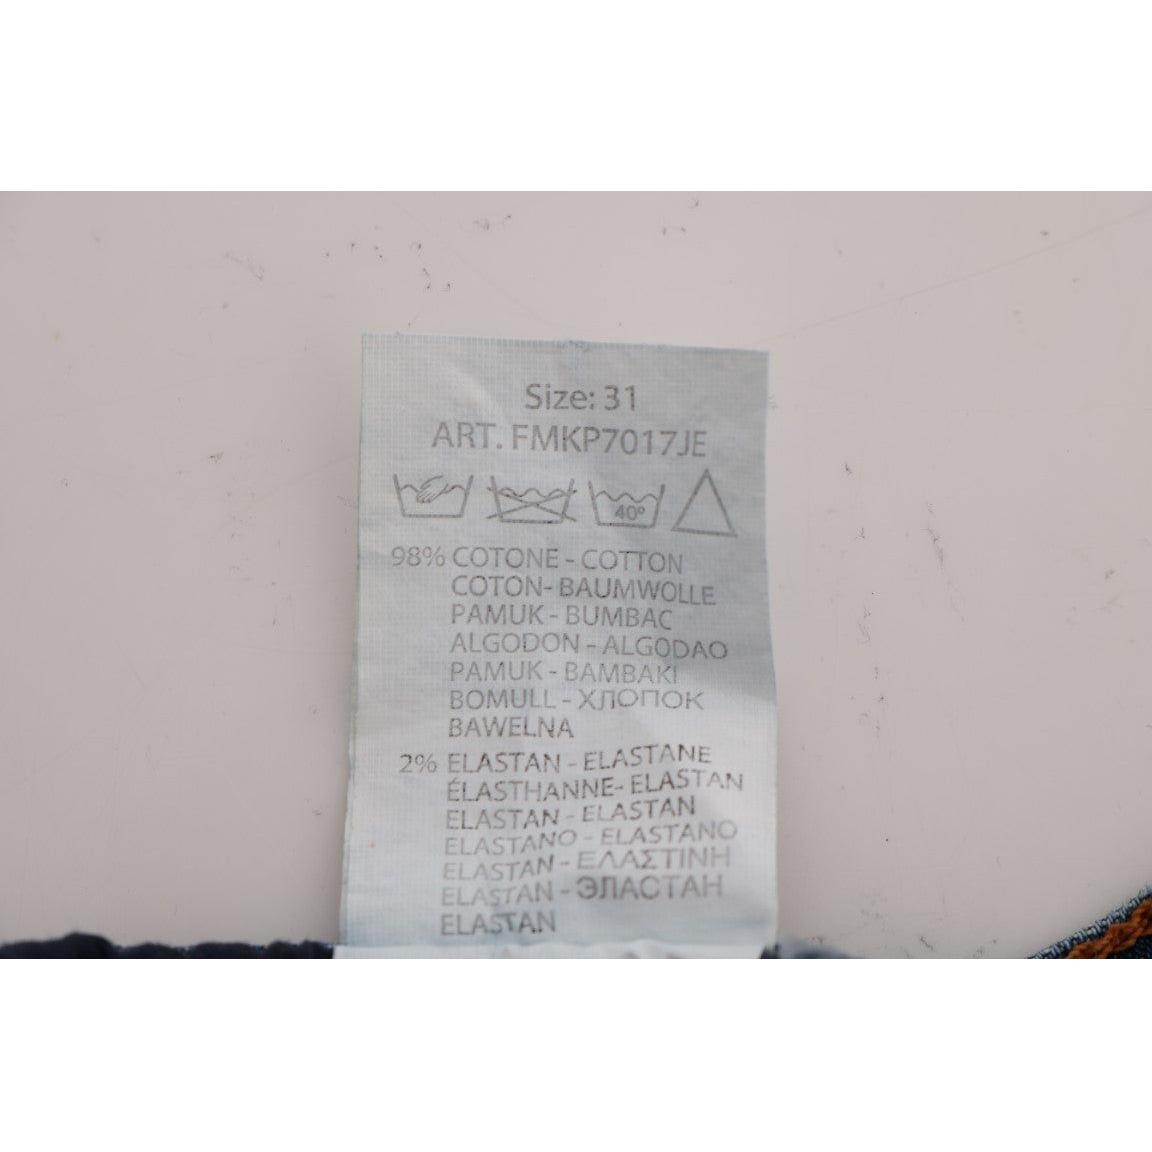 Size: 31
ART. FMKP7017JE
40°
98% COTONE - COTTON
COTON- BAUMWOLLE
PAMUK - BUMBAC
ALGODON - ALGODAO
PAMUK - BAMBAKI
BOMULL - ХЛОПОК
BAWELNA
2% ELASTAN - ELASTANE
ÉLASTHANNE- ELASTAN
ELASTAN - ELASTAN
ELASTANO - ELASTANO
ELASTAN - ΕΛΑΣΤΙΝΗ
ELASTAN - ЭЛАСТАН
ELASTAN